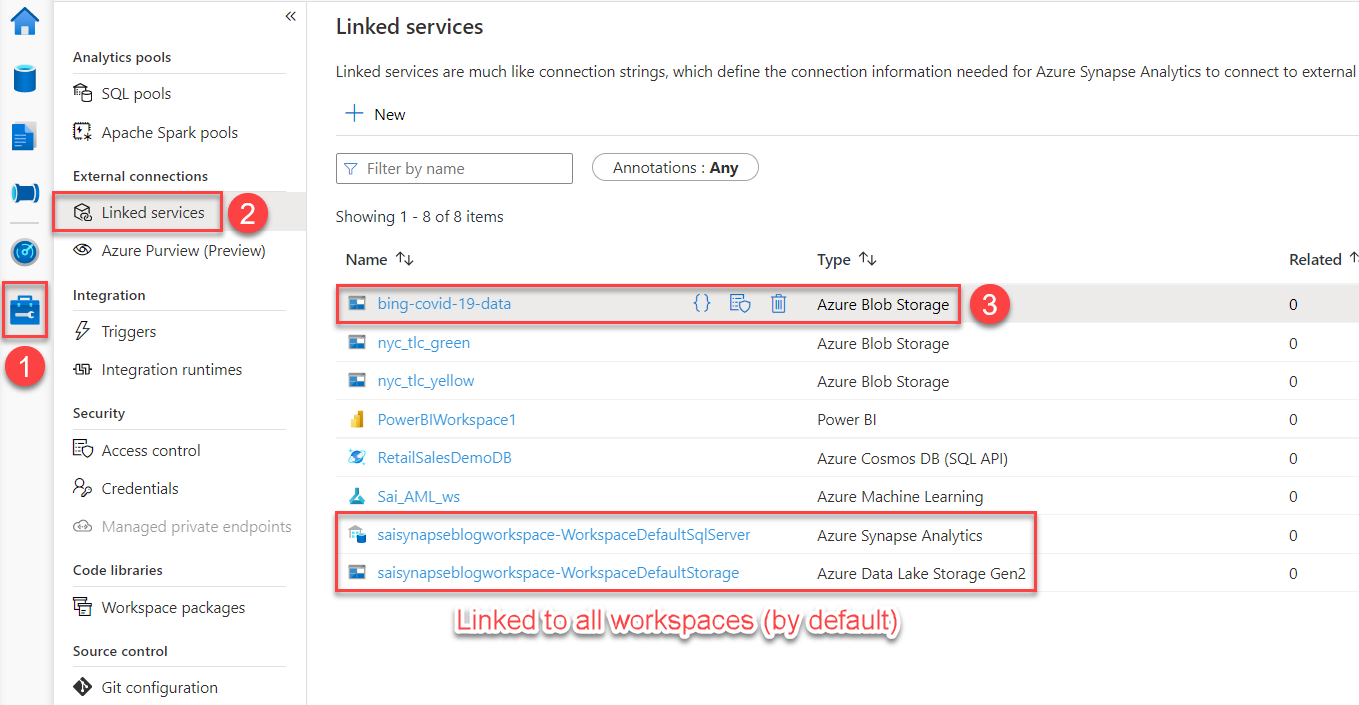 «
Analytics pools
SQL pools
Apache Spark pools
External connections
Linked services
2
Azure Purview (Preview)
Integration
1
Triggers
Integration runtimes
Security
Access control
Credentials
Managed private endpoints
Code libraries
Workspace packages
Source control
Git configuration
Linked services
Linked services are much like connection strings, which define the connection information needed for Azure Synapse Analytics to connect to external
+ New
Filter by name
Annotations : Any
Showing 1 - 8 of 8 items
Name ↑↓ Type ↑↓ Related ↑
bing-covid-19-data {} Azure Blob Storage 3 0
nyc_tlc_green Azure Blob Storage 0
nyc_tlc_yellow Azure Blob Storage 0
PowerBIWorkspace1 Power BI 0
RetailSalesDemoDB Azure Cosmos DB (SQL API) 0
Sai_AML_ws Azure Machine Learning 0
saisynapseblogworkspace-WorkspaceDefaultSqlServer Azure Synapse Analytics 0
saisynapseblogworkspace-WorkspaceDefaultStorage Azure Data Lake Storage Gen2 0
Linked to all workspaces (by default)